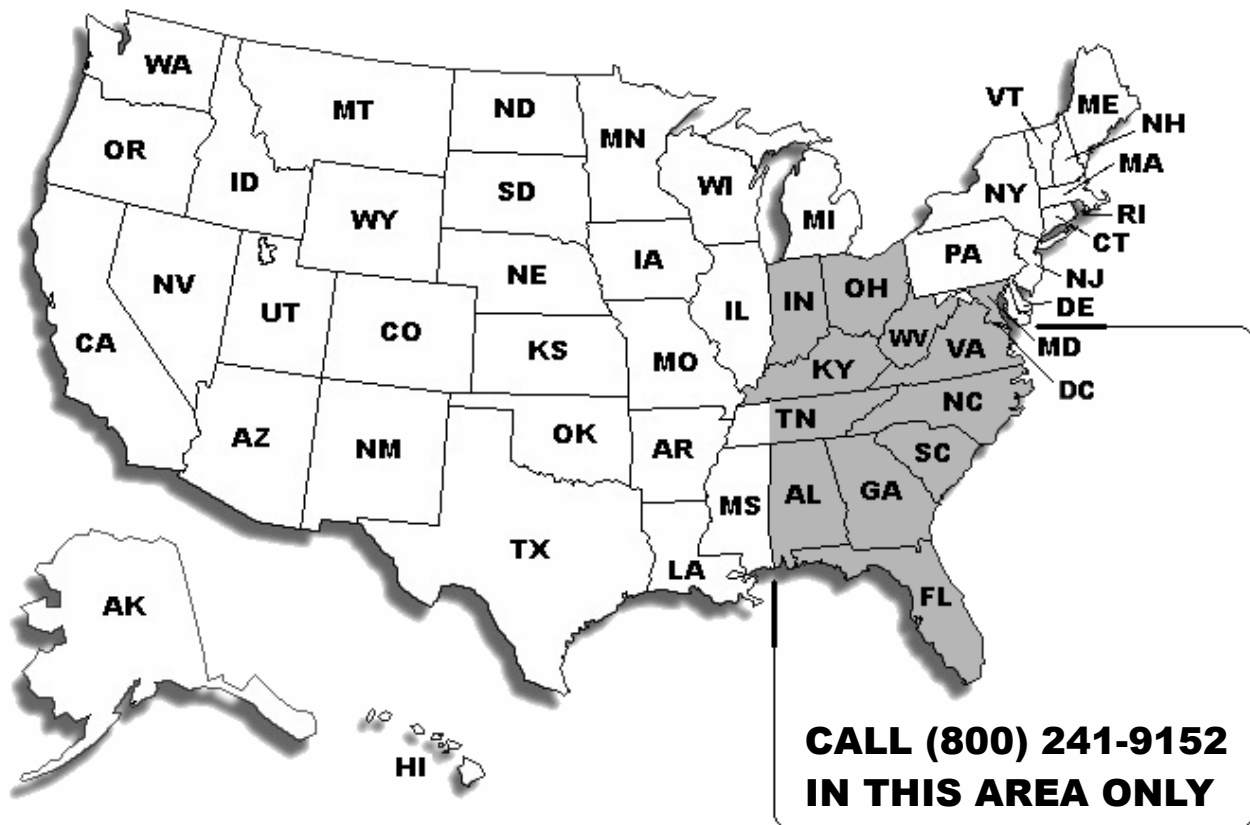 WA
MT
ND
MN
VT
ME
NH
OR
ID
SD
WI
MI
NY
MA
WY
RI
CT
NV
NE
IA
PA
NJ
UT
CO
IL
IN
OH
DE
CA
KS
MO
WV
VA
MD
KY
DC
AZ
NM
OK
AR
TN
NC
SC
MS
AL
GA
TX
LA
FL
AK
HI
CALL (800) 241-9152
IN THIS AREA ONLY